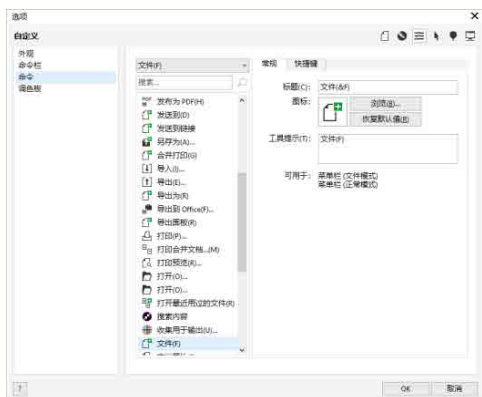 选项
自定义
外观
命令栏
命令
调色板
文件(F)
搜索...
发布为 PDF(H)
发送到(D)
发送到链接
另存为(A)...
合并打印(G)
导入(I)...
导出(E)...
导出为(R)
导出到 Office(F)...
导出面板(R)
打印(P)...
打印合并文档...(M)
打印预览(R)...
打开(O)...
打开(O)...
打开最近用过的文件(R)
搜索内容
收集用于输出(U)...
文件(F)
常规
快捷键
标题(C):
文件(&F)
图标:
浏览(B)...
恢复默认值(R)
工具提示(T):
文件(F)
可用于:
菜单栏 (文件模式)
菜单栏 (正常模式)
?
OK
取消